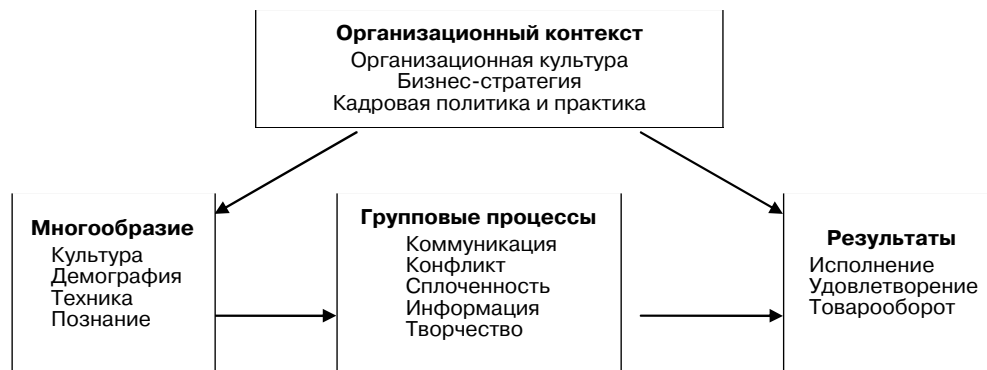 Организационный контекст
Организационная культура
Бизнес-стратегия
Кадровая политика и практика
Многообразие
Культура
Демография
Техника
Познание
Групповые процессы
Коммуникация
Конфликт
Сплоченность
Информация
Творчество
Результаты
Исполнение
Удовлетворение
Товарооборот